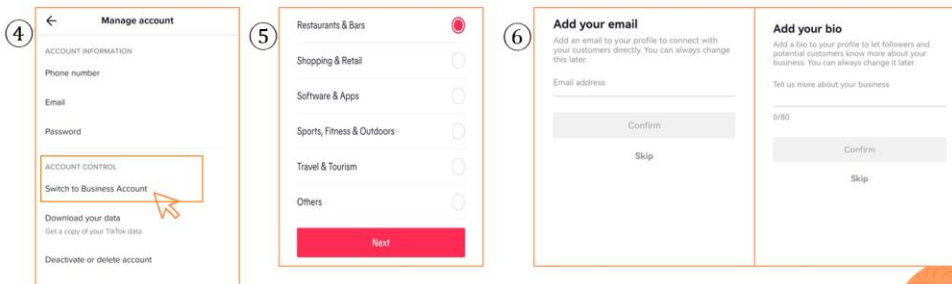 ④
Manage account
ACCOUNT INFORMATION
Phone number
Email
Password
ACCOUNT CONTROL
Switch to Business Account
Download your data
Get a copy of your TikTok data
Deactivate or delete account
⑤
Restaurants & Bars
Shopping & Retail
Software & Apps
Sports, Fitness & Outdoors
Travel & Tourism
Others
Next
⑥
Add your email
Add an email to your profile to connect with
your customers directly. You can always change
this later.
Email address
Confirm
Skip
Add your bio
Add a bio to your profile to let followers and
potential customers know more about your
business. You can always change it later
Tell us more about your business
0/80
Confirm
Skip